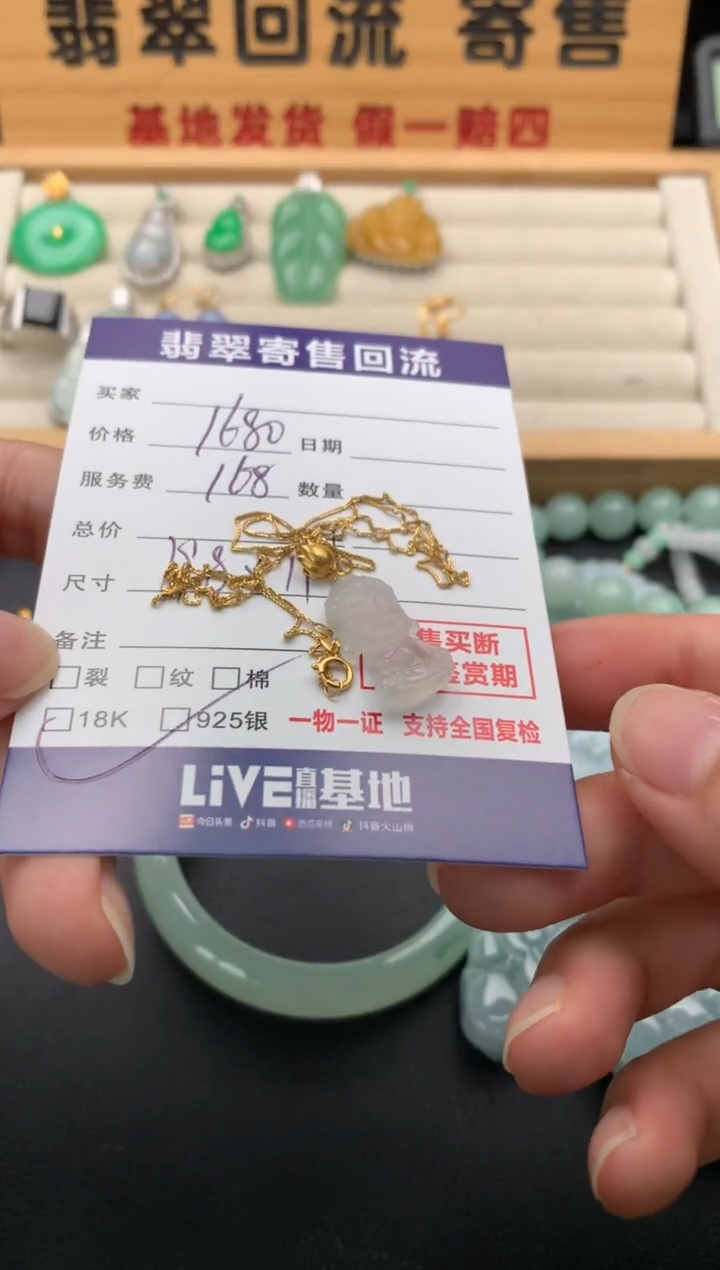 翡翠回流 寄售
基地发货 假一赔四
翡翠寄售回流
买家
价格 1680 日期
服务费 168 数量
总价
尺寸
备注
售买断
鉴赏期
裂 纹 棉
18K 925银 一物一证 支持全国复检
LiVE直播基地
今日头条 抖音 西瓜视频 抖音火山版